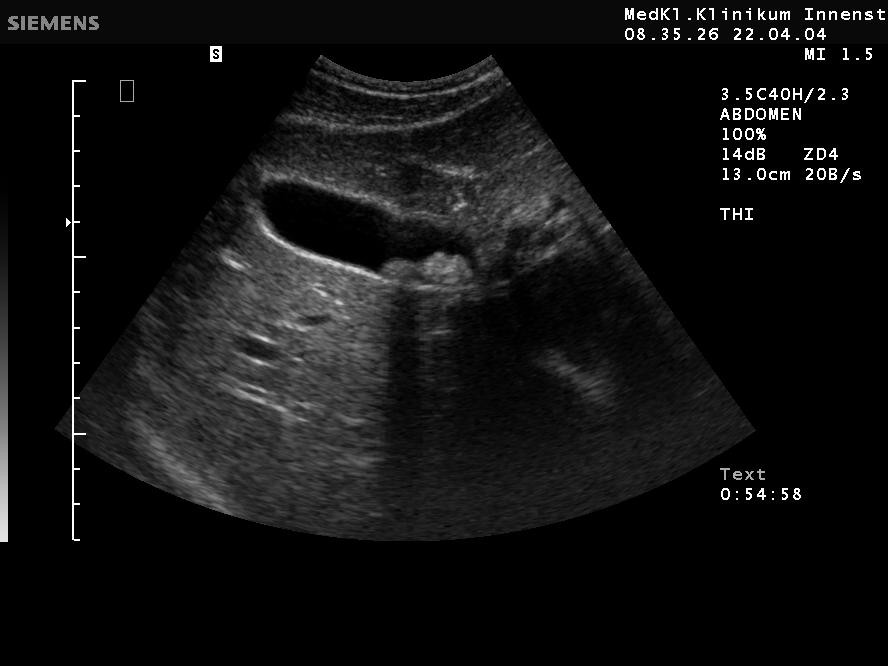 SIEMENS
MedKl.Klinikum Innenst
08.35.26 22.04.04
MI 1.5
S
3.5C40H/2.3
ABDOMEN
100%
14dB ZD4
13.0cm 20B/s
THI
Text
0:54:58